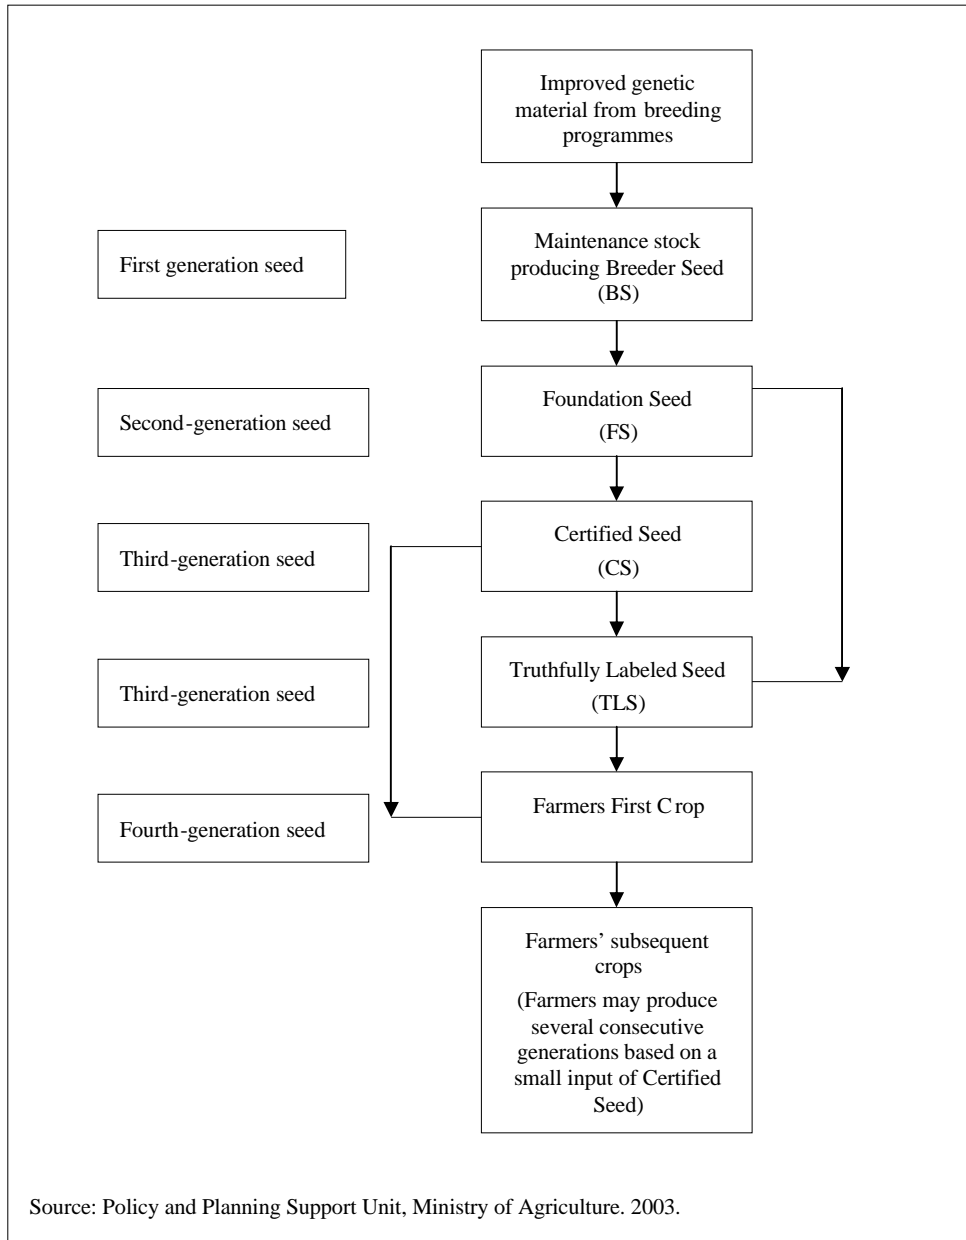 Improved genetic
material from breeding
programmes
First generation seed
Maintenance stock
producing Breeder Seed
(BS)
Second-generation seed
Foundation Seed
(FS)
Third-generation seed
Certified Seed
(CS)
Third-generation seed
Truthfully Labeled Seed
(TLS)
Fourth-generation seed
Farmers First Crop
Farmers’ subsequent
crops
(Farmers may produce
several consecutive
generations based on a
small input of Certified
Seed)
Source: Policy and Planning Support Unit, Ministry of Agriculture. 2003.